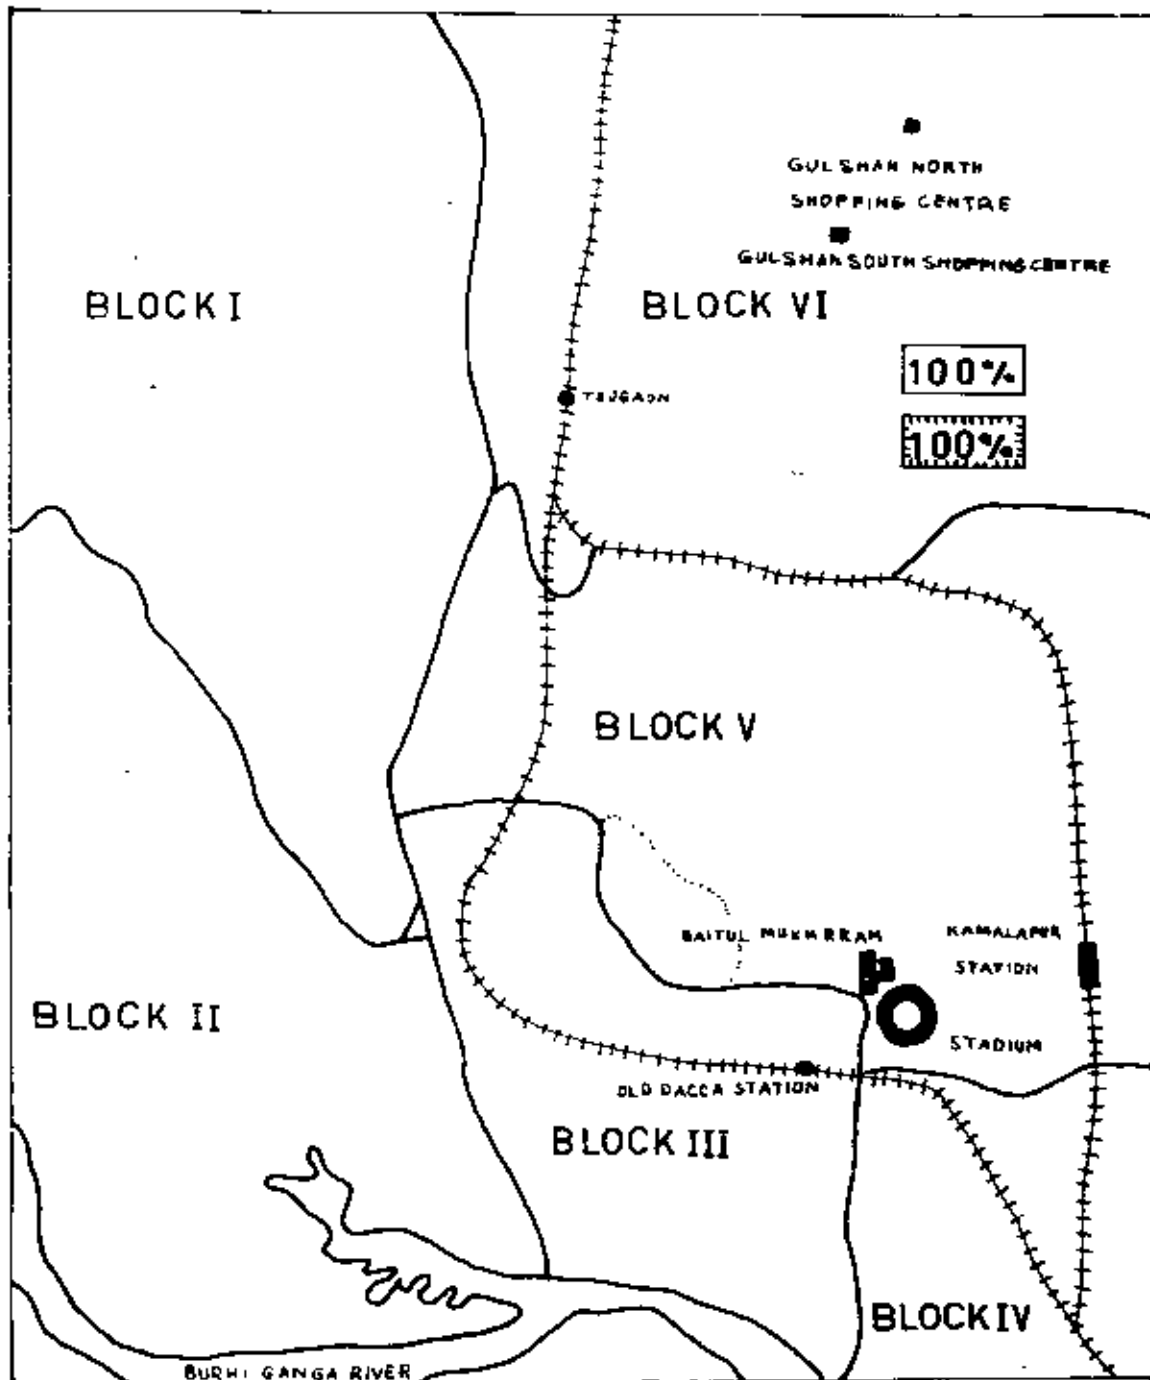 GULSHAN NORTH
SHOPPING CENTRE
GULSHAN SOUTH SHOPPING CENTRE
BLOCK I
BLOCK VI
100%
TEJGAON
100%
BLOCK V
BAITUL MUKARRAM
KAMALAPUR
STATION
BLOCK II
STADIUM
OLD DACCA STATION
BLOCK III
BLOCK IV
BURHI GANGA RIVER